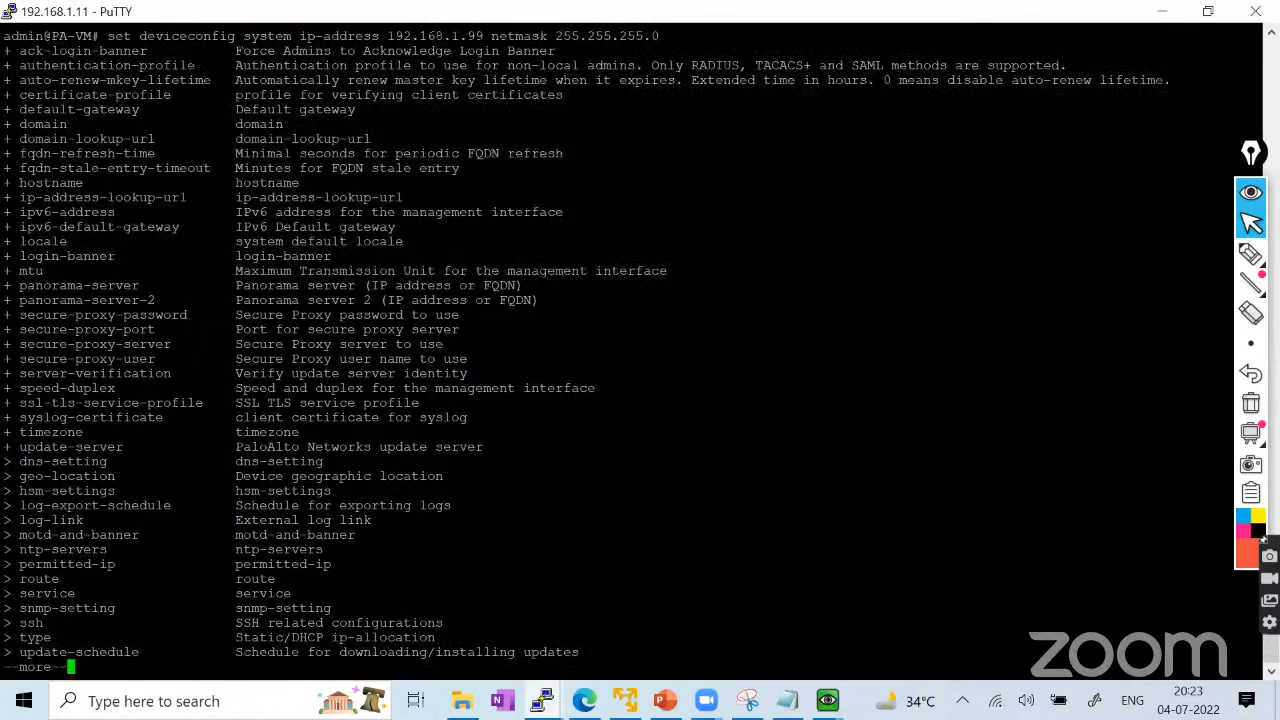 192.168.1.11 - PuTTY
admin@PA-VM# set deviceconfig system ip-address 192.168.1.99 netmask 255.255.255.0
+ ack-login-banner Force Admins to Acknowledge Login Banner
+ authentication-profile Authentication profile to use for non-local admins. Only RADIUS, TACACS+ and SAML methods are supported.
+ auto-renew-mkey-lifetime Automatically renew master key lifetime when it expires. Extended time in hours. 0 means disable auto-renew lifetime.
+ certificate-profile profile for verifying client certificates
+ default-gateway Default gateway
+ domain domain
+ domain-lookup-url domain-lookup-url
+ fqdn-refresh-time Minimal seconds for periodic FQDN refresh
+ fqdn-stale-entry-timeout Minutes for FQDN stale entry
+ hostname hostname
+ ip-address-lookup-url ip-address-lookup-url
+ ipv6-address IPv6 address for the management interface
+ ipv6-default-gateway IPv6 Default gateway
+ locale system default locale
+ login-banner login-banner
+ mtu Maximum Transmission Unit for the management interface
+ panorama-server Panorama server (IP address or FQDN)
+ panorama-server-2 Panorama server 2 (IP address or FQDN)
+ secure-proxy-password Secure Proxy password to use
+ secure-proxy-port Port for secure proxy server
+ secure-proxy-server Secure Proxy server to use
+ secure-proxy-user Secure Proxy user name to use
+ server-verification Verify update server identity
+ speed-duplex Speed and duplex for the management interface
+ ssl-tls-service-profile SSL TLS service profile
+ syslog-certificate client certificate for syslog
+ timezone timezone
+ update-server PaloAlto Networks update server
> dns-setting dns-setting
> geo-location Device geographic location
> hsm-settings hsm-settings
> log-export-schedule Schedule for exporting logs
> log-link External log link
> motd-and-banner motd-and-banner
> ntp-servers ntp-servers
> permitted-ip permitted-ip
> route route
> service service
> snmp-setting snmp-setting
> ssh SSH related configurations
> type Static/DHCP ip-allocation
> update-schedule Schedule for downloading/installing updates
--more--
zoom
Type here to search
34°C
ENG
20:23
04-07-2022